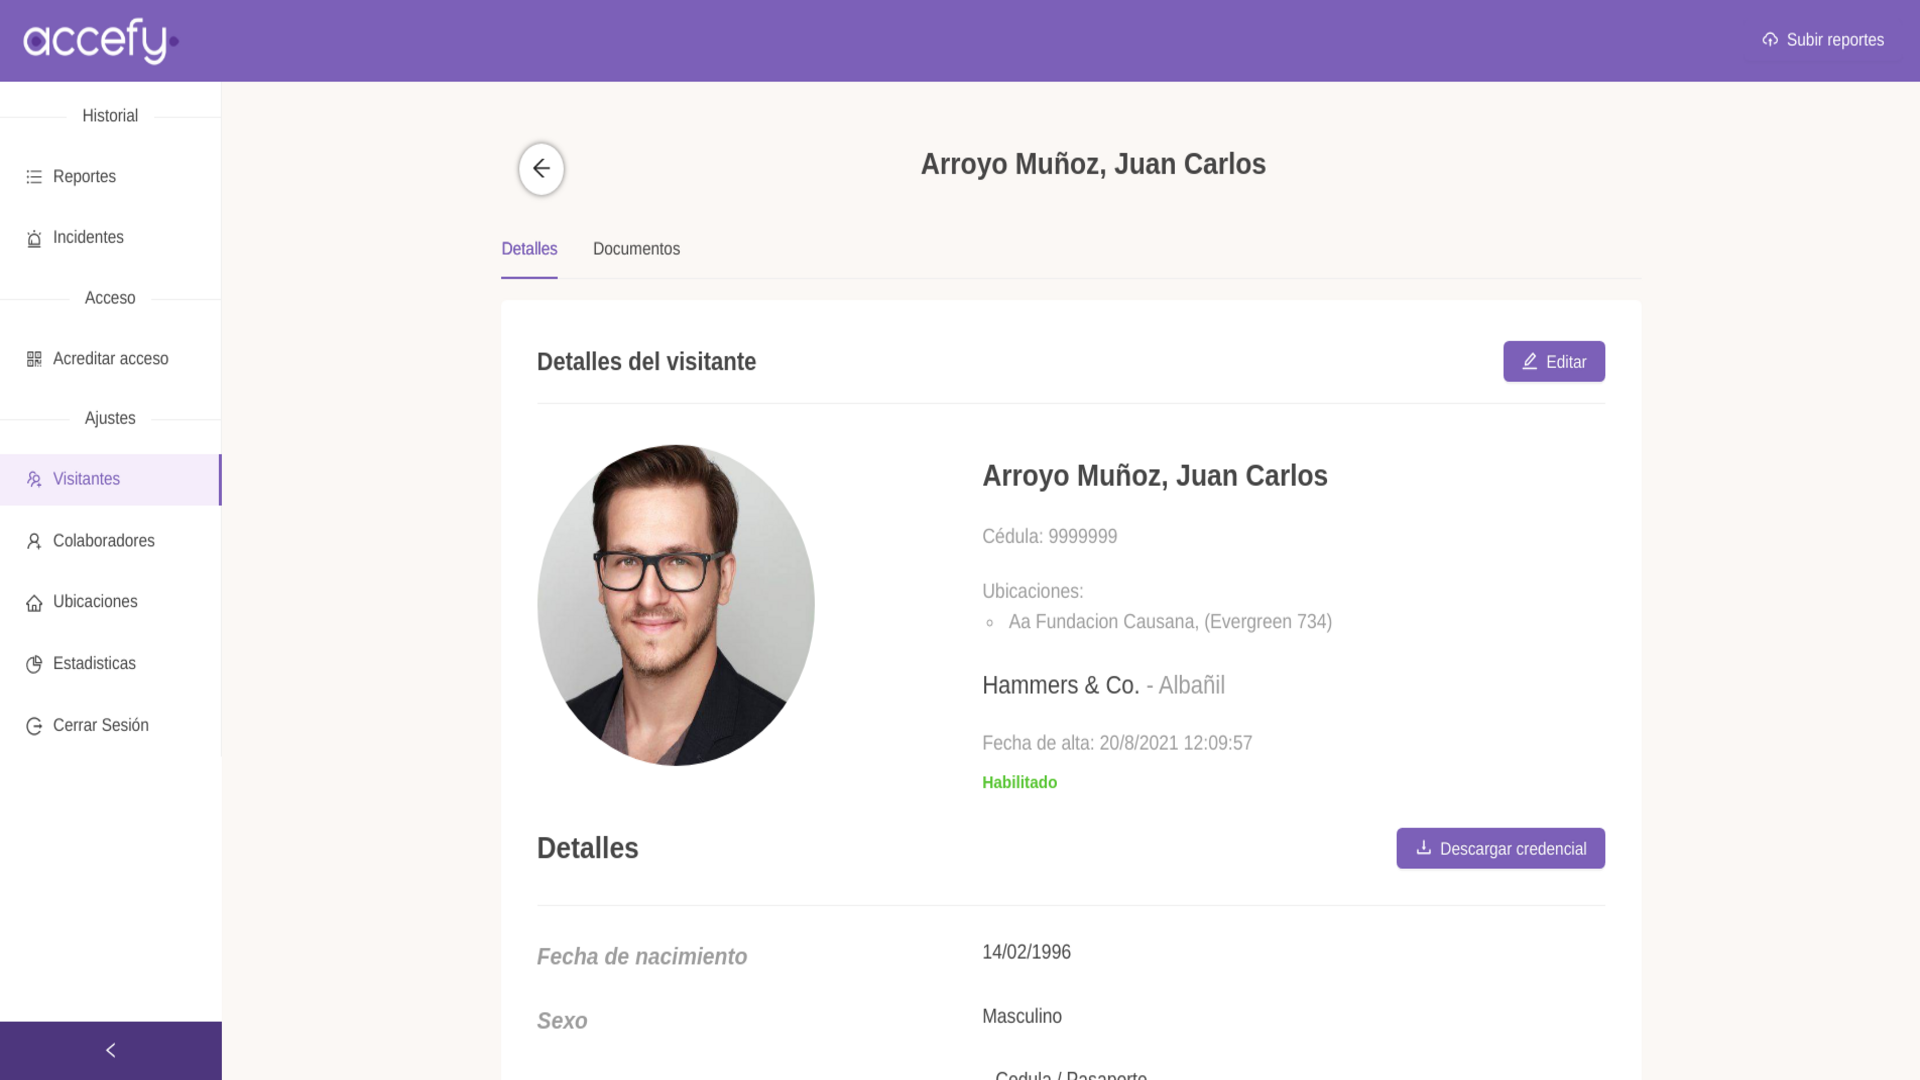 accefy
Subir reportes
Historial
Reportes
Incidentes
Acceso
Acreditar acceso
Ajustes
Visitantes
Colaboradores
Ubicaciones
Estadisticas
Cerrar Sesión
Arroyo Muñoz, Juan Carlos
Detalles
Documentos
Detalles del visitante
Editar
Arroyo Muñoz, Juan Carlos
Cédula: 9999999
Ubicaciones:
Aa Fundacion Causana, (Evergreen 734)
Hammers & Co. - Albañil
Fecha de alta: 20/8/2021 12:09:57
Habilitado
Detalles
Descargar credencial
Fecha de nacimiento
14/02/1996
Sexo
Masculino
Cedula / Pasaporte